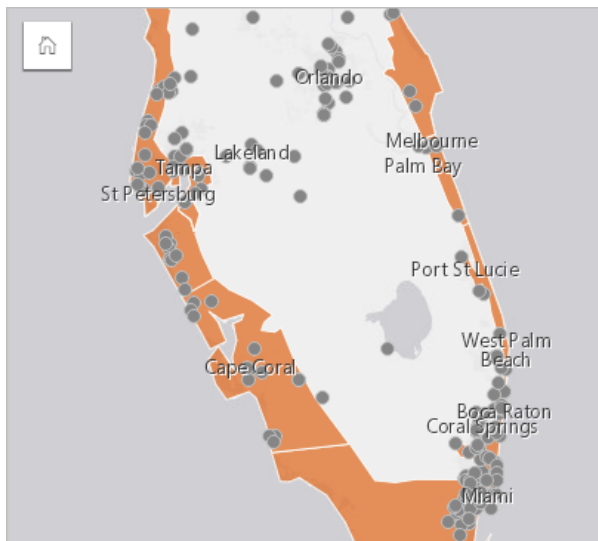 Orlando
Melbourne
Lakeland
Tampa
Palm Bay
St Petersburg
Port St Lucie
West Palm
Beach
Cape Coral
Boca Raton
Coral Springs
Miami